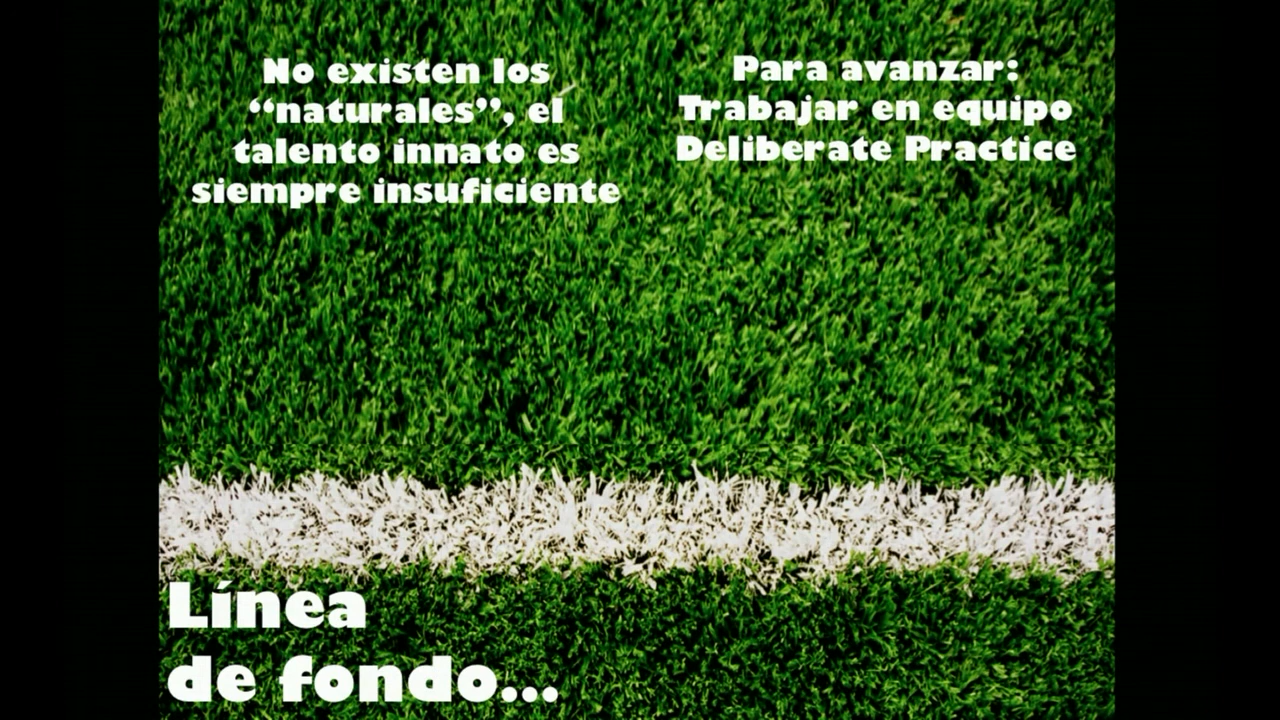 No existen los
“naturales”, el
talento innato es
siempre insuficiente
Para avanzar:
Trabajar en equipo
Deliberate Practice
Línea
de fondo...